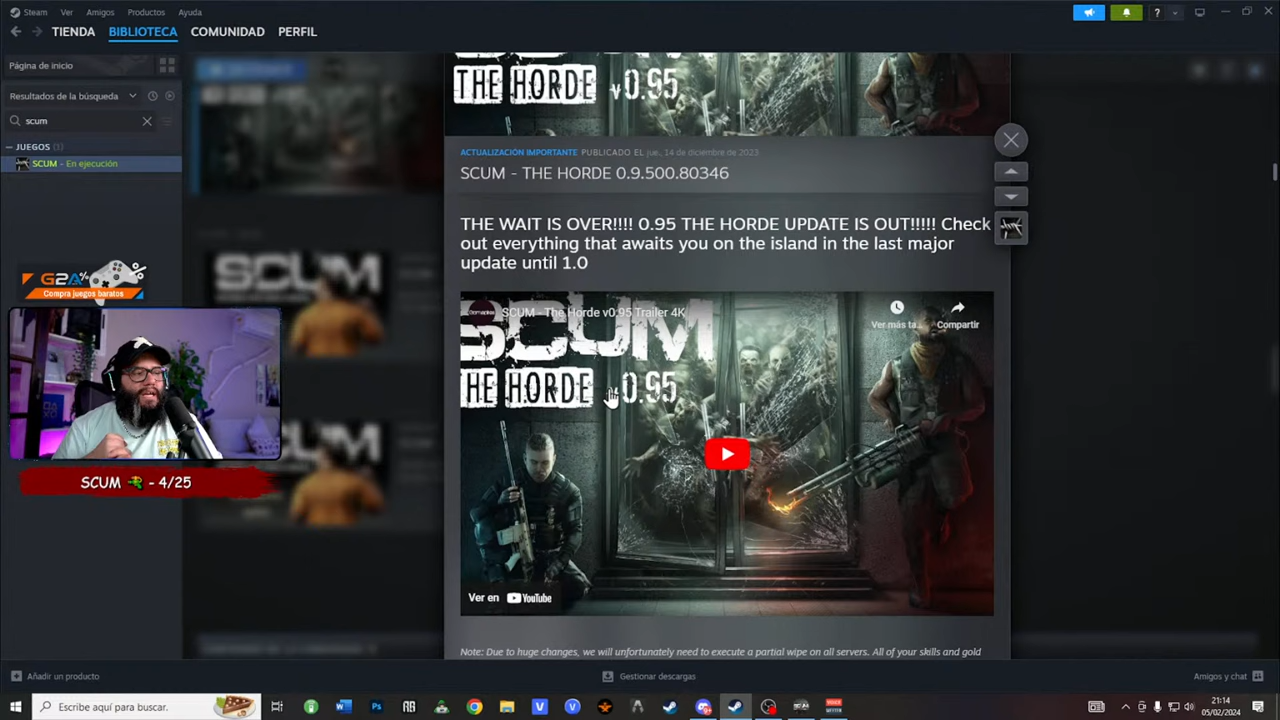 Steam Ver Amigos Productos Ayuda
TIENDA BIBLIOTECA COMUNIDAD PERFIL
Página de inicio
Resultados de la búsqueda
scum
JUEGOS (1)
SCUM - En ejecución
THE HORDE v0.95
ACTUALIZACIÓN IMPORTANTE PUBLICADO EL jue., 14 de diciembre de 2023
SCUM - THE HORDE 0.9.500.80346
THE WAIT IS OVER!!!! 0.95 THE HORDE UPDATE IS OUT!!!!! Check
out everything that awaits you on the island in the last major
update until 1.0
SCUM - The Horde v0.95 Trailer 4K
Ver más ta...
Compartir
SCUM
THE HORDE v0.95
Ver en YouTube
Note: Due to huge changes, we will unfortunately need to execute a partial wipe on all servers. All of your skills and gold
SCUM
G2A%
Compra juegos baratos
SCUM - 4/25
Añadir un producto
Gestionar descargas
Amigos y chat
Escribe aquí para buscar.
21:14
05/02/2024